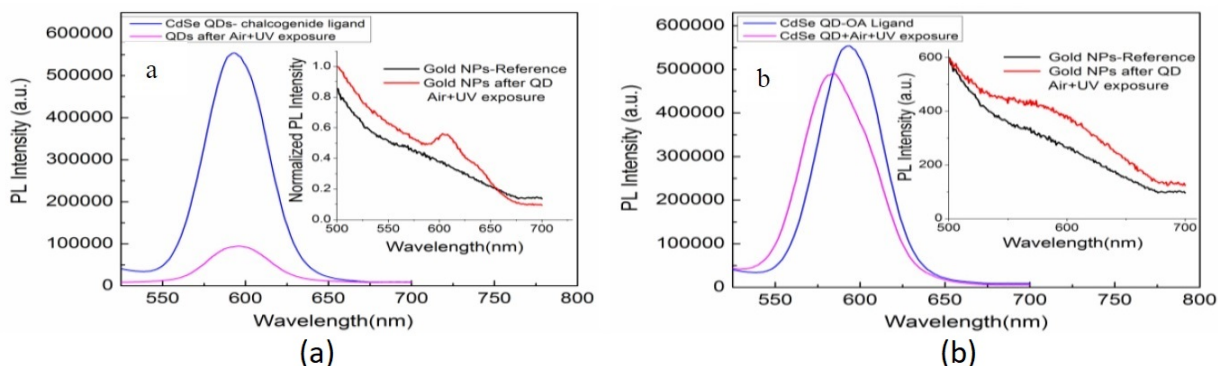 CdSe QDs- chalcogenide ligand
QDs after Air+UV exposure
a
600000
500000
400000
300000
200000
100000
0
PL Intensity (a.u.)
550 600 650 700 750 800
Wavelength(nm)
Gold NPs-Reference
Gold NPs after QD
Air+UV exposure
1.0
0.8
0.6
0.4
0.2
0.0
Normalized PL Intensity
500 550 600 650 700
Wavelength(nm)
(a)
CdSe QD-OA Ligand
CdSe QD+Air+UV exposure
b
600000
500000
400000
300000
200000
100000
0
PL Intensity (a.u.)
550 600 650 700 750 800
Wavelength(nm)
Gold NPs-Reference
Gold NPs after QD
Air+UV exposure
600
400
200
0
PL Intensity (a.u.)
500 550 600 650 700
Wavelength(nm)
(b)